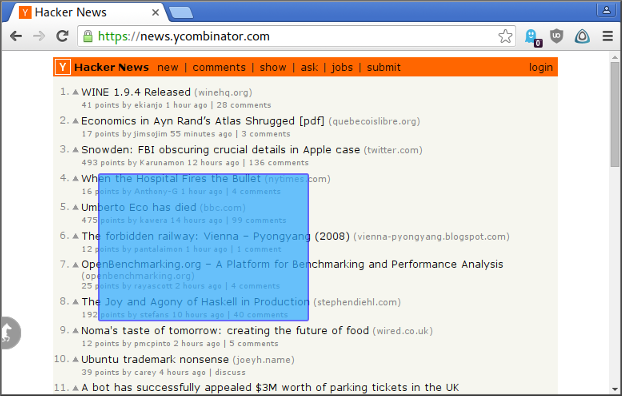 Hacker News
https://news.ycombinator.com
0
Y Hacker News new | comments | show | ask | jobs | submit login
1. WINE 1.9.4 Released (winehq.org)
41 points by ekianjo 1 hour ago | 28 comments
2. Economics in Ayn Rand's Atlas Shrugged [pdf] (quebecoislibre.org)
17 points by jimsojim 55 minutes ago | 3 comments
3. Snowden: FBI obscuring crucial details in Apple case (twitter.com)
493 points by Karunamon 12 hours ago | 136 comments
4. When the Hospital Fires the Bullet (nytimes.com)
16 points by Anthony-G 1 hour ago | 4 comments
5. Umberto Eco has died (bbc.com)
475 points by kawera 14 hours ago | 99 comments
6. The forbidden railway: Vienna – Pyongyang (2008) (vienna-pyongyang.blogspot.com)
12 points by pantalaimon 1 hour ago | 1 comment
7. OpenBenchmarking.org – A Platform for Benchmarking and Performance Analysis
(openbenchmarking.org)
25 points by rayascott 2 hours ago | 4 comments
8. The Joy and Agony of Haskell in Production (stephendiehl.com)
192 points by stefans 10 hours ago | 40 comments
9. Noma's taste of tomorrow: creating the future of food (wired.co.uk)
12 points by pmcpinto 2 hours ago | 5 comments
10. Ubuntu trademark nonsense (joeyh.name)
39 points by carey 4 hours ago | discuss
11. A bot has successfully appealed $3M worth of parking tickets in the UK